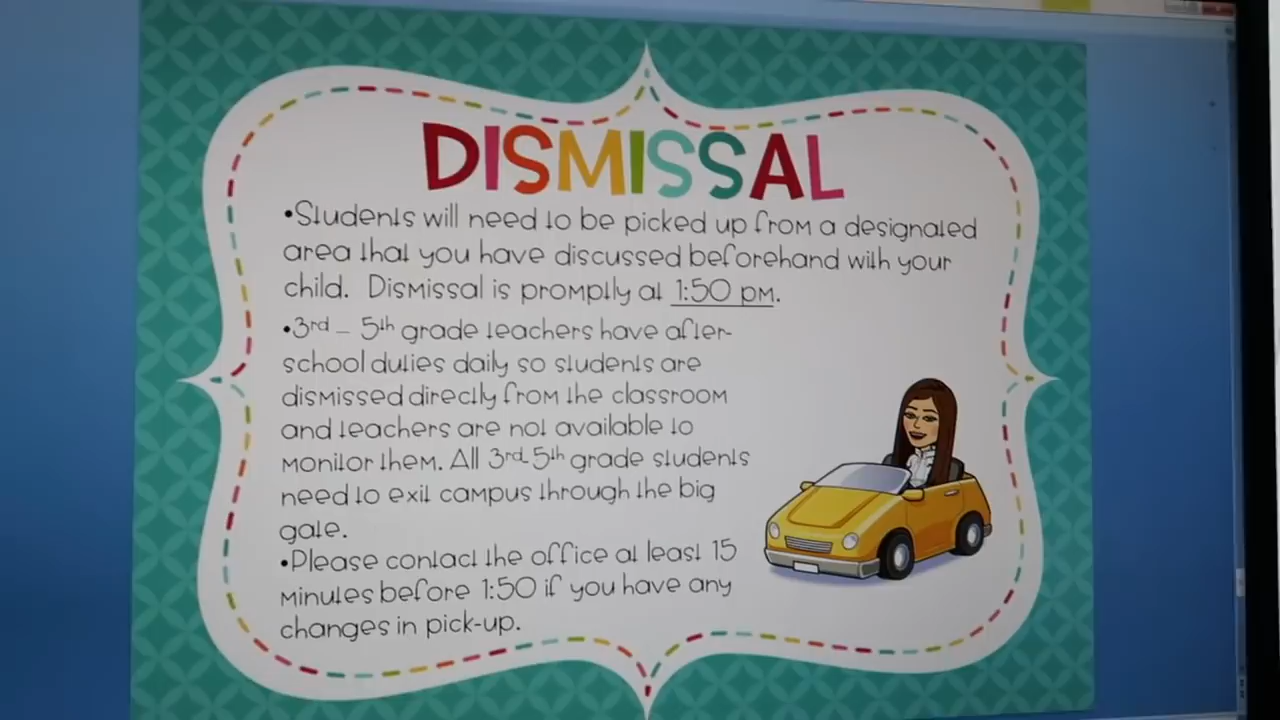 DISMISSAL
•Students will need to be picked up from a designated
area that you have discussed beforehand with your
child. Dismissal is promptly at 1:50 pm.
•3rd – 5th grade teachers have after-
school duties daily so students are
dismissed directly from the classroom
and teachers are not available to
monitor them. All 3rd-5th grade students
need to exit campus through the big
gate.
•Please contact the office at least 15
minutes before 1:50 if you have any
changes in pick-up.